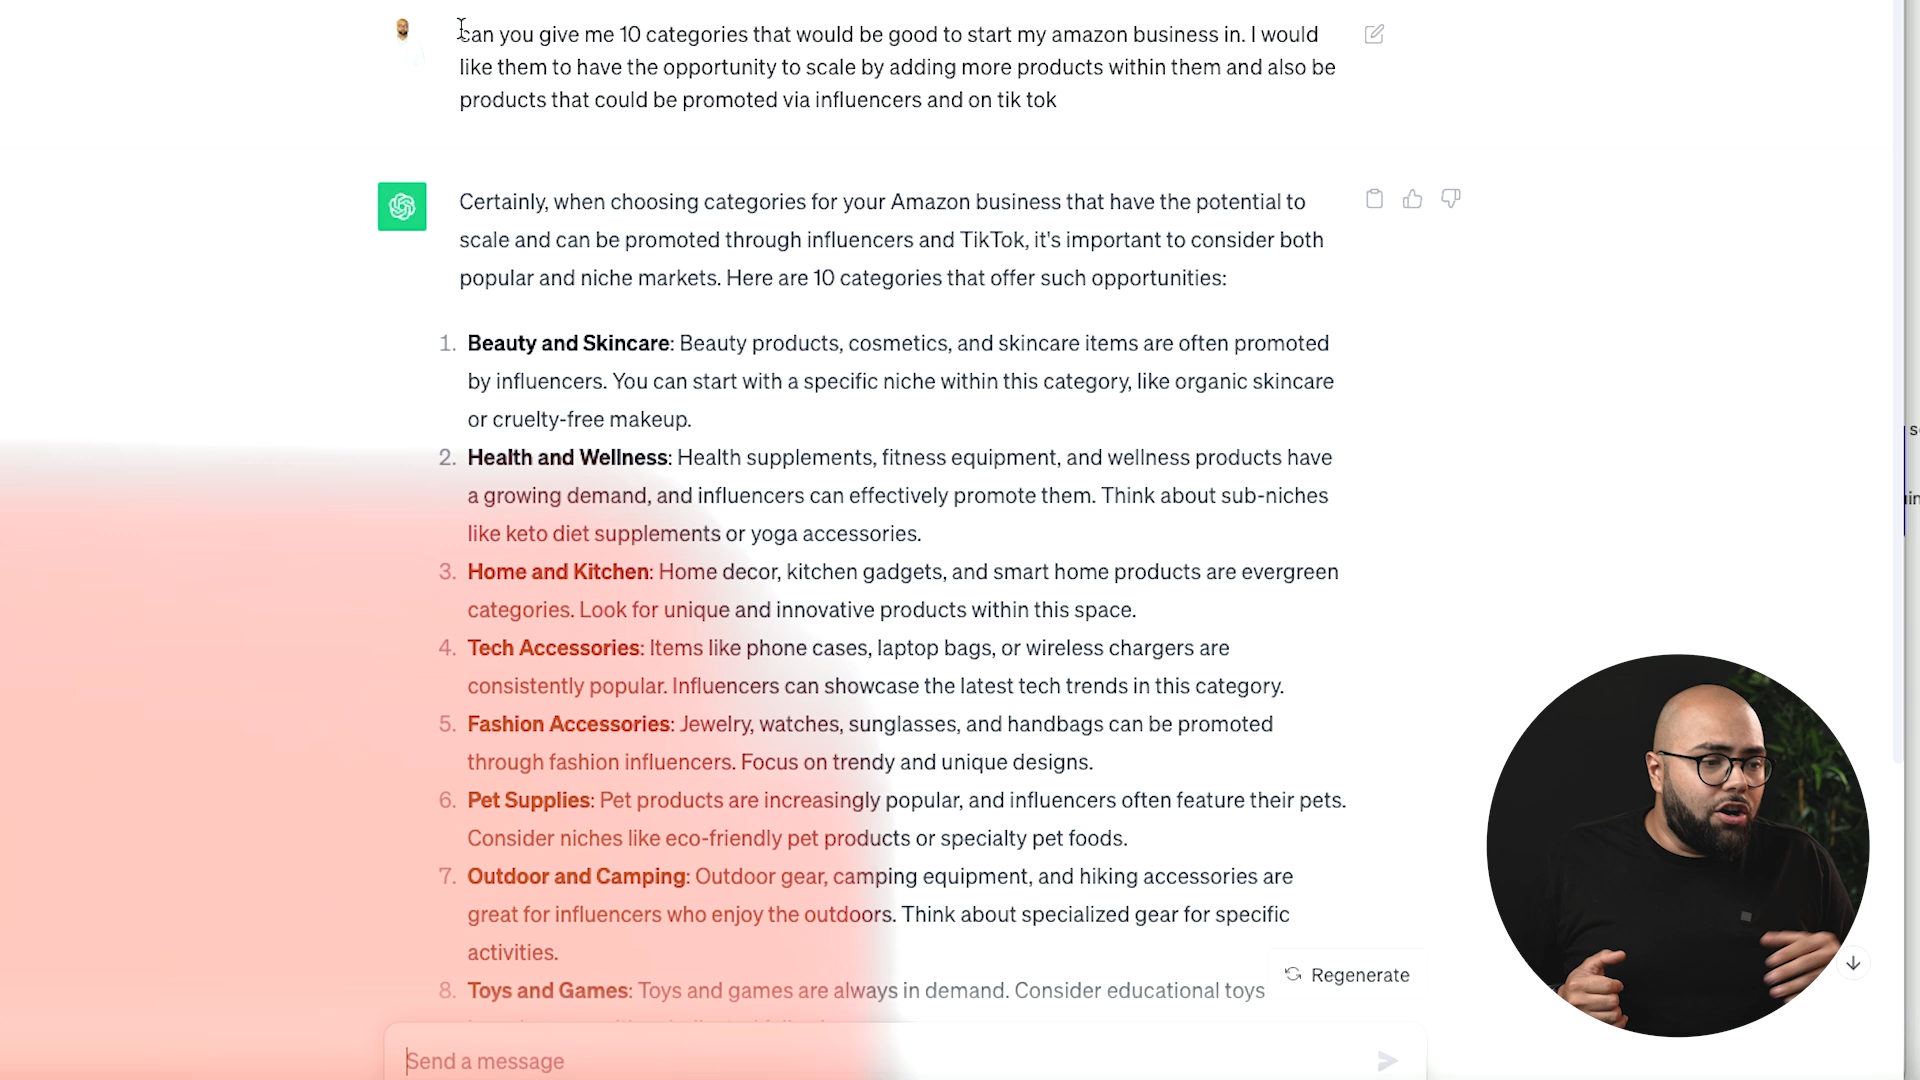 can you give me 10 categories that would be good to start my amazon business in. I would
like them to have the opportunity to scale by adding more products within them and also be
products that could be promoted via influencers and on tik tok
Certainly, when choosing categories for your Amazon business that have the potential to
scale and can be promoted through influencers and TikTok, it's important to consider both
popular and niche markets. Here are 10 categories that offer such opportunities:
1. Beauty and Skincare: Beauty products, cosmetics, and skincare items are often promoted
by influencers. You can start with a specific niche within this category, like organic skincare
or cruelty-free makeup.
2. Health and Wellness: Health supplements, fitness equipment, and wellness products have
a growing demand, and influencers can effectively promote them. Think about sub-niches
like keto diet supplements or yoga accessories.
3. Home and Kitchen: Home decor, kitchen gadgets, and smart home products are evergreen
categories. Look for unique and innovative products within this space.
4. Tech Accessories: Items like phone cases, laptop bags, or wireless chargers are
consistently popular. Influencers can showcase the latest tech trends in this category.
5. Fashion Accessories: Jewelry, watches, sunglasses, and handbags can be promoted
through fashion influencers. Focus on trendy and unique designs.
6. Pet Supplies: Pet products are increasingly popular, and influencers often feature their pets.
Consider niches like eco-friendly pet products or specialty pet foods.
7. Outdoor and Camping: Outdoor gear, camping equipment, and hiking accessories are
great for influencers who enjoy the outdoors. Think about specialized gear for specific
activities.
8. Toys and Games: Toys and games are always in demand. Consider educational toys
Regenerate
Send a message